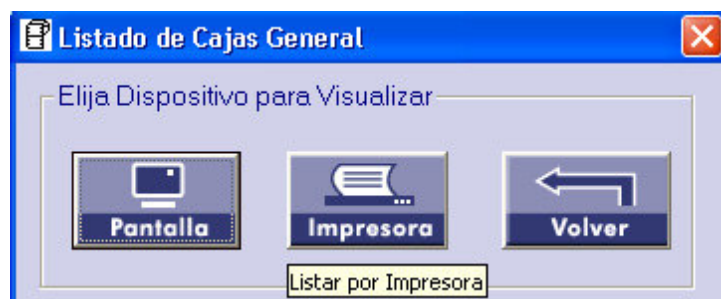 Listado de Cajas General
Elija Dispositivo para Visualizar
Pantalla
Impresora
Volver
Listar por Impresora